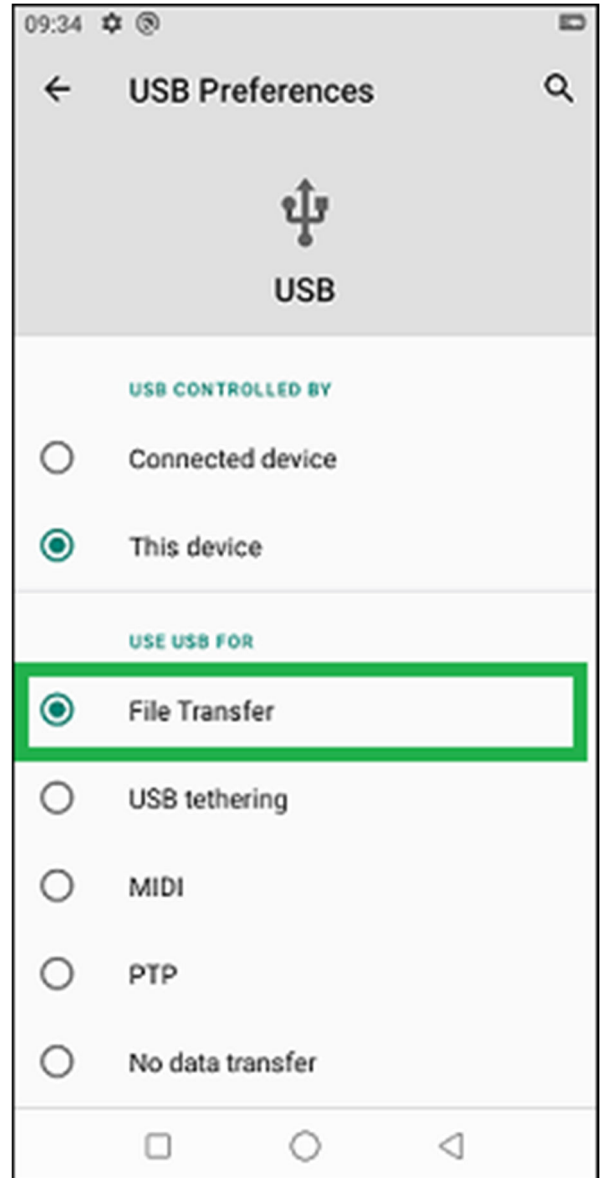 09:34
USB Preferences
USB
USB CONTROLLED BY
Connected device
This device
USE USB FOR
File Transfer
USB tethering
MIDI
PTP
No data transfer